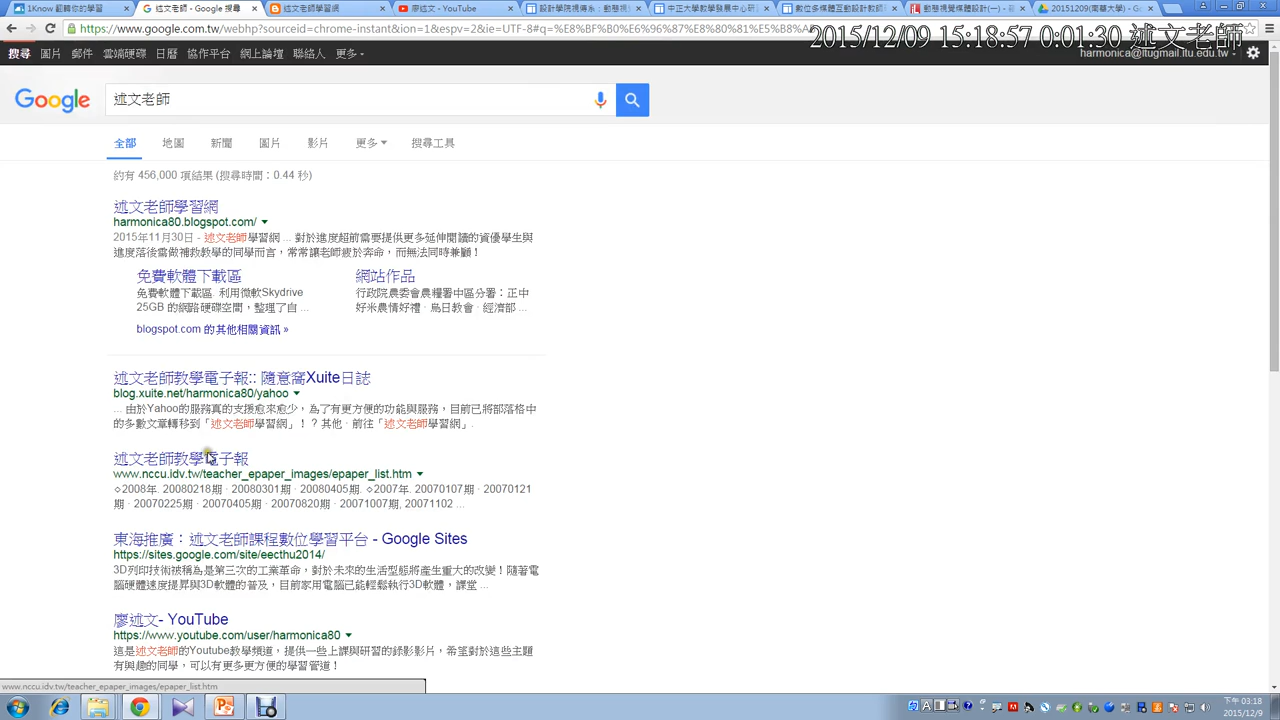 1Know 翻轉你的學習
述文老師 - Google 搜尋
述文老師學習網
廖述文 - YouTube
設計學院視傳系：動態視
中正大學教學發展中心研
數位多媒體互動設計教師
動態視覺媒體設計(一) -
20151209(東華大學) - Go
https://www.google.com.tw/webhp?sourceid=chrome-instant&ion=1&espv=2&ie=UTF-8#q=%E8%BF%B0%E6%96%87%E8%80%81%E5%B8%
2015/12/09 15:18:57 0:01:30 述文老師
搜尋 圖片 郵件 雲端硬碟 日曆 協作平台 網上論壇 聯絡人 更多
harmonica@ltugmail.ltu.edu.tw
Google
述文老師
全部 地圖 新聞 圖片 影片 更多 搜尋工具
約有 456,000 項結果 (搜尋時間：0.44 秒)
述文老師學習網
harmonica80.blogspot.com/
2015年11月30日 - 述文老師學習網 ... 對於進度超前需要提供更多延伸閱讀的資優學生與
進度落後需做補救教學的同學而言，常常讓老師疲於奔命，而無法同時兼顧！
免費軟體下載區 網站作品
免費軟體下載區 利用微軟Skydrive 行政院農委會農糧署中區分署：正中
25GB 的網路硬碟空間，整理了自 ... 好米農情好禮 · 烏日教會 · 經濟部 ...
blogspot.com 的其他相關資訊 »
述文老師教學電子報:: 隨意窩Xuite日誌
blog.xuite.net/harmonica80/yahoo
... 由於Yahoo的服務真的支援愈來愈少，為了有更方便的功能與服務，目前已將部落格中
的多數文章轉移到「述文老師學習網」！？其他 · 前往「述文老師學習網」.
述文老師教學電子報
www.nccu.idv.tw/teacher_epaper_images/epaper_list.htm
◇2008年. 20080218期 · 20080301期 · 20080405期. ◇2007年. 20070107期 · 20070121
期 · 20070225期 · 20070405期 · 20070820期 · 20071007期, 20071102 ...
東海推廣：述文老師課程數位學習平台 - Google Sites
https://sites.google.com/site/eecthu2014/
3D列印技術被稱為是第三次的工業革命，對於未來的生活型態將產生重大的改變！隨著電
腦硬體速度提昇與3D軟體的普及，目前家用電腦已能輕鬆執行3D軟體，課堂 ...
廖述文- YouTube
https://www.youtube.com/user/harmonica80
這是述文老師的Youtube教學頻道，提供一些上課與研習的錄影影片，希望對於這些主題
有興趣的同學，可以有更多更方便的學習管道！
www.nccu.idv.tw/teacher_epaper_images/epaper_list.htm
下午 03:18
2015/12/9